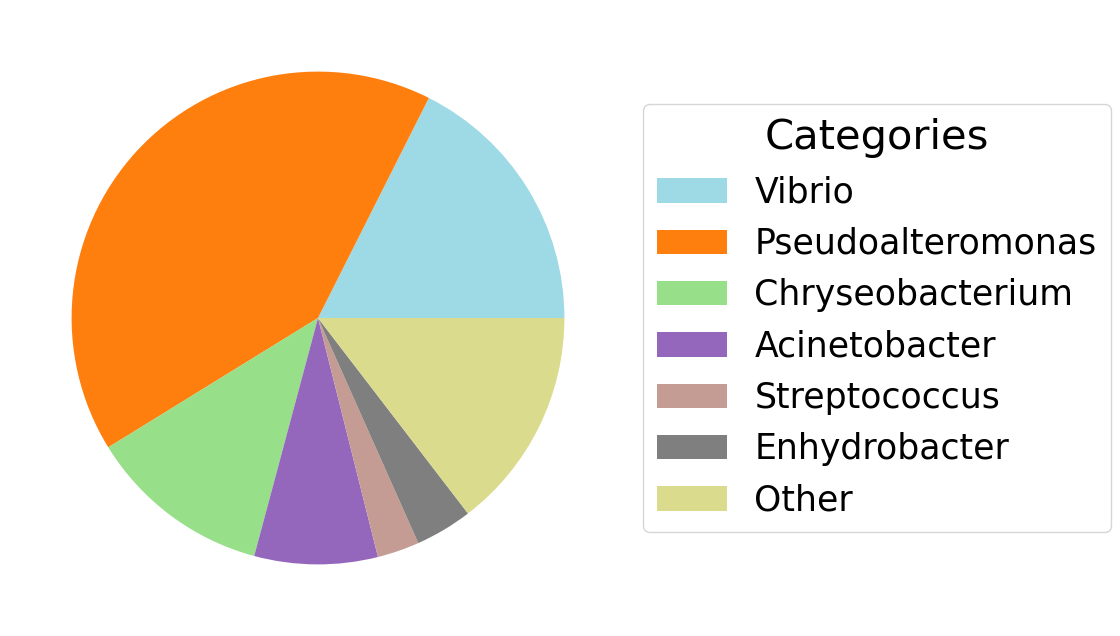 Categories
Vibrio
Pseudoalteromonas
Chryseobacterium
Acinetobacter
Streptococcus
Enhydrobacter
Other